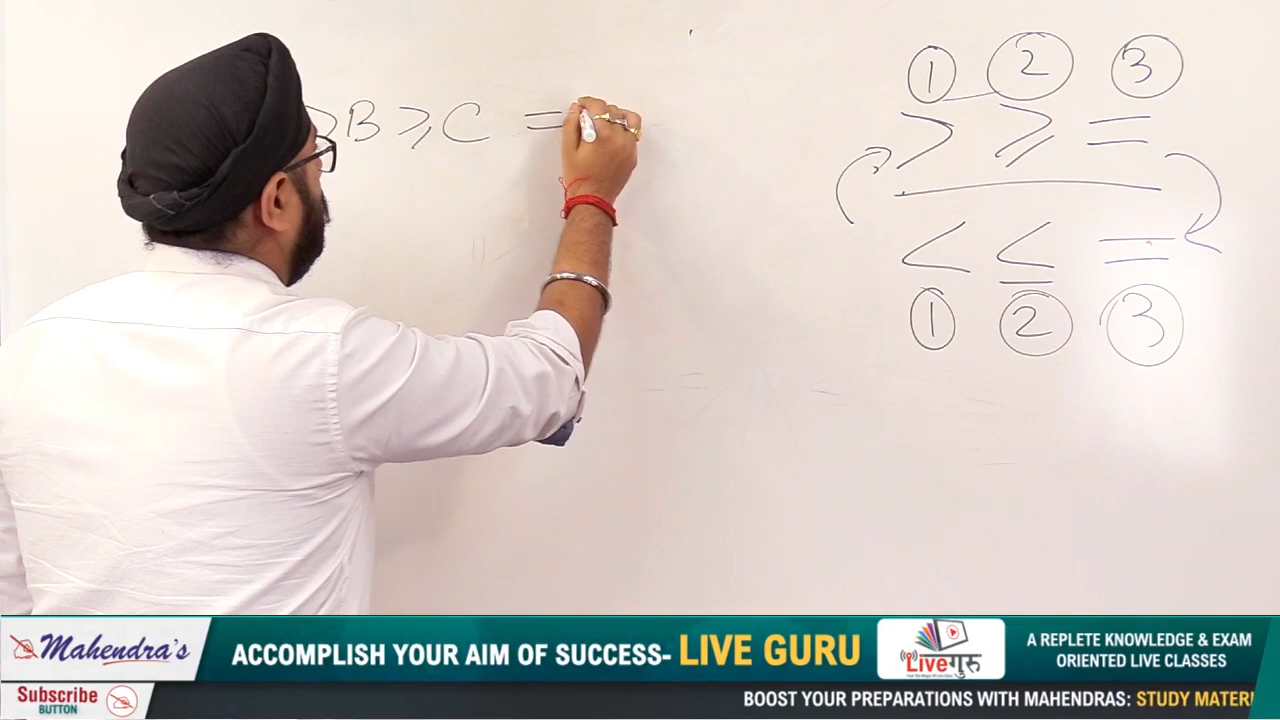 > B ⩾ C =
1 2 3
> ⩾ =
< ≤ =
1 2 3
Mahendra's
Subscribe
BUTTON
ACCOMPLISH YOUR AIM OF SUCCESS- LIVE GURU
Liveगुरु
A REPLETE KNOWLEDGE & EXAM
ORIENTED LIVE CLASSES
BOOST YOUR PREPARATIONS WITH MAHENDRAS: STUDY MATERI